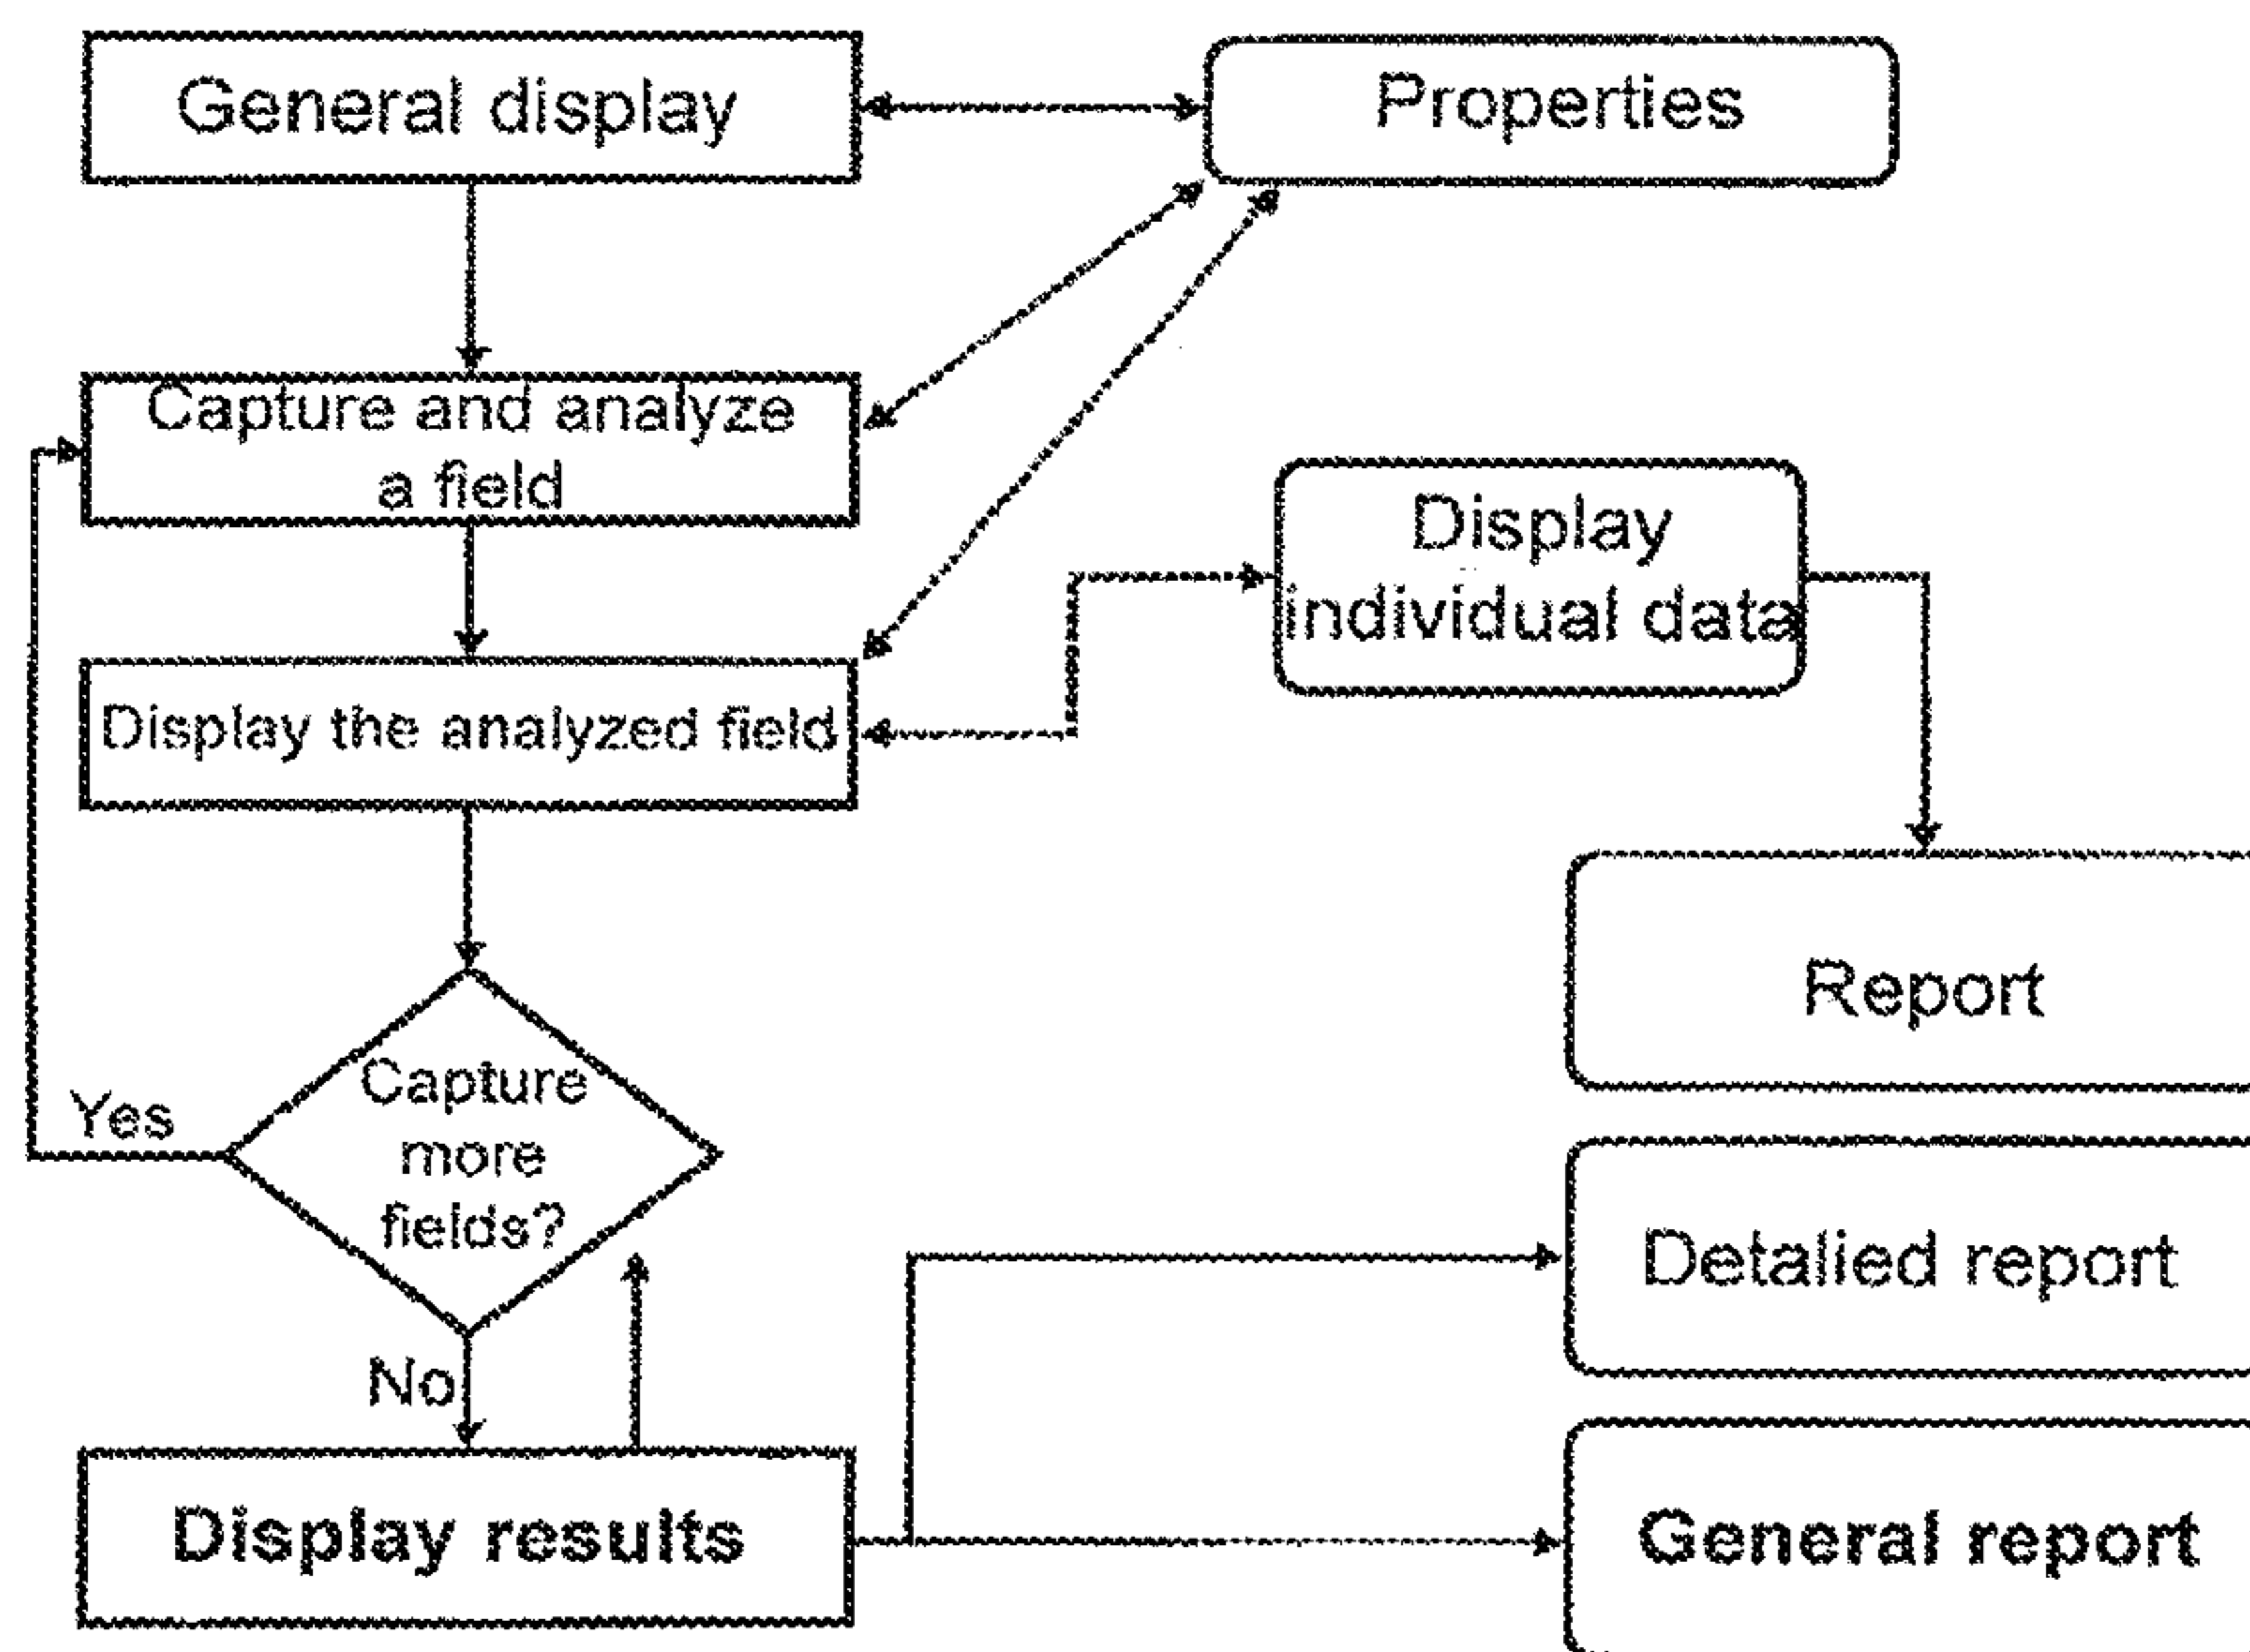 General display
Properties
Capture and analyze
a field
Display
individual data
Display the analyzed field
Report
Capture
more
fields?
Yes
Detalied report
No
Display results
General report